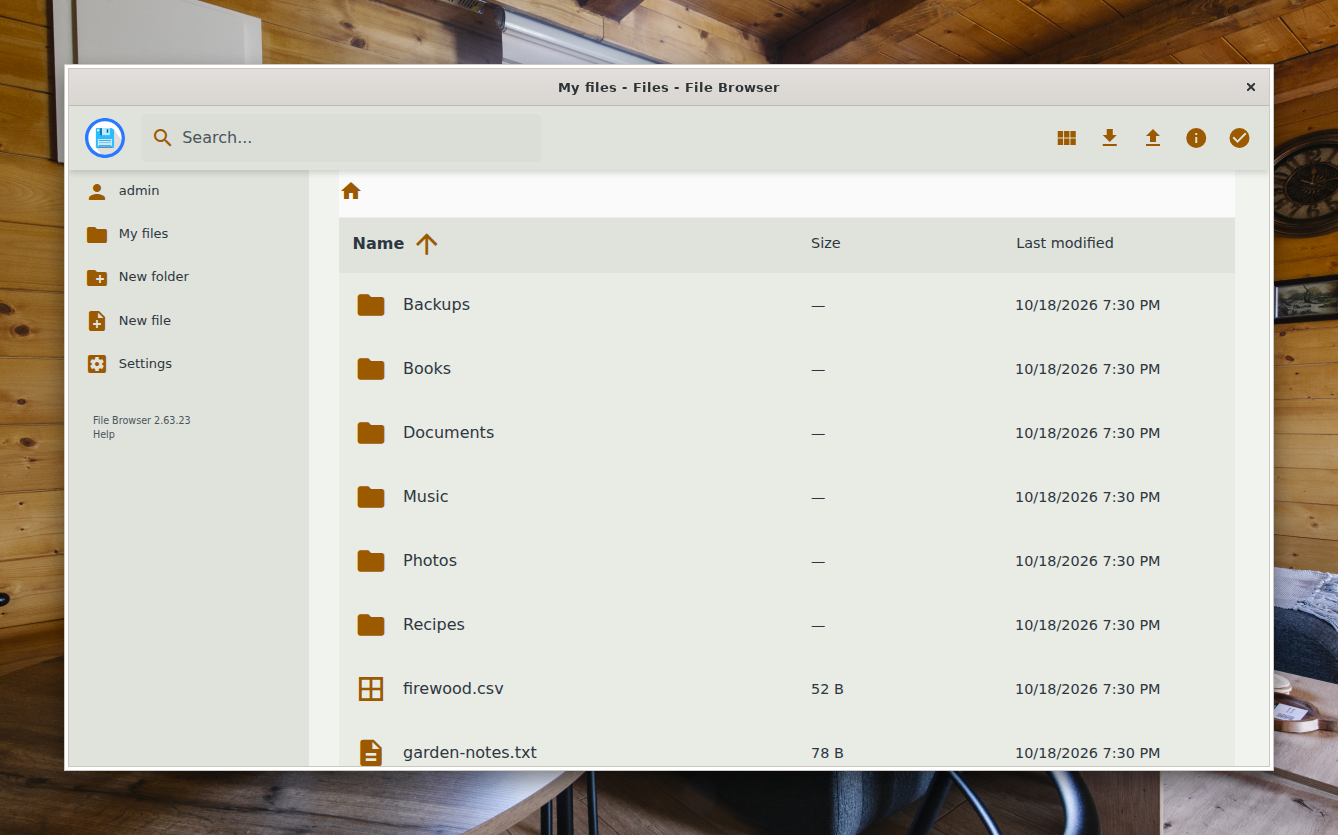 My files - Files - File Browser
Search...
admin
My files
New folder
New file
Settings
File Browser 2.63.23
Help
Name Size Last modified
Backups — 10/18/2026 7:30 PM
Books — 10/18/2026 7:30 PM
Documents — 10/18/2026 7:30 PM
Music — 10/18/2026 7:30 PM
Photos — 10/18/2026 7:30 PM
Recipes — 10/18/2026 7:30 PM
firewood.csv 52 B 10/18/2026 7:30 PM
garden-notes.txt 78 B 10/18/2026 7:30 PM